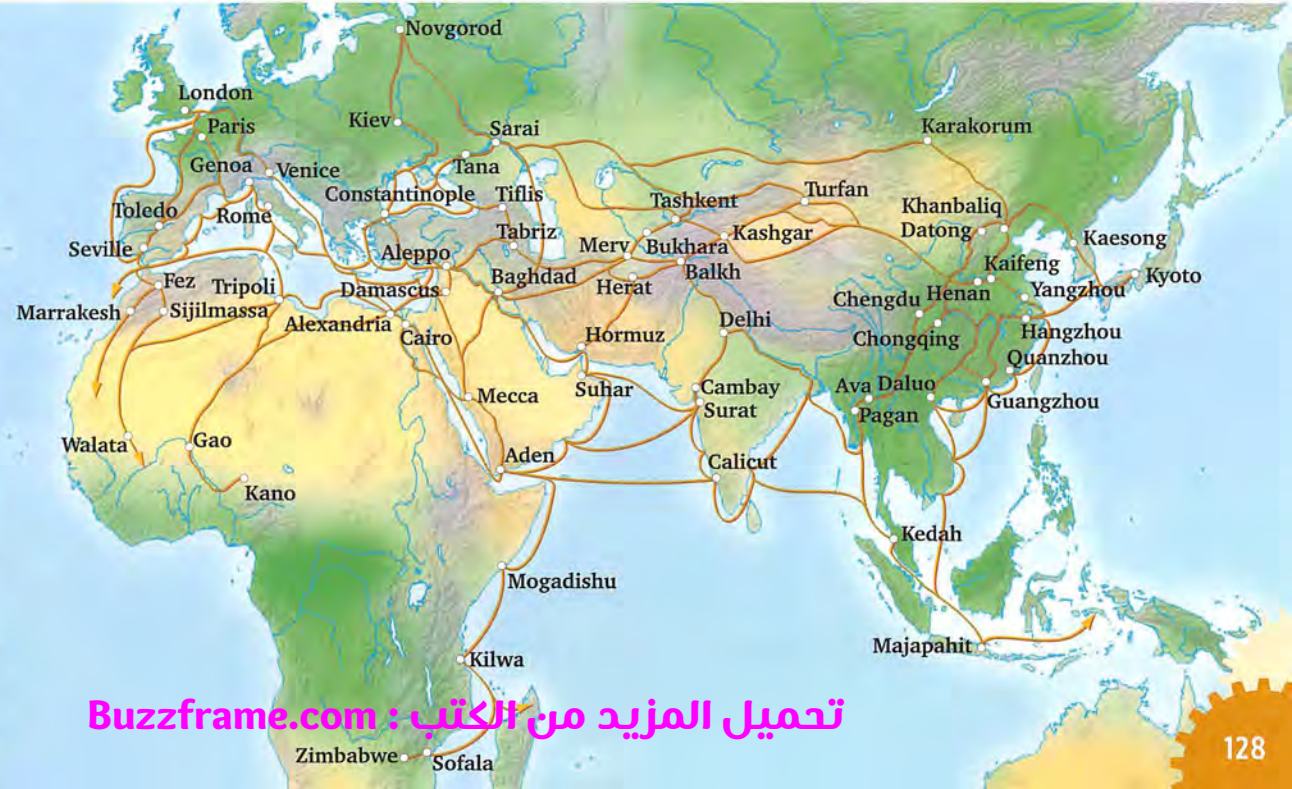 Novgorod
London
Kiev
Paris
Sarai
Karakorum
Genoa
Venice
Tana
Constantinople
Tiflis
Turfan
Tashkent
Toledo
Rome
Khanbaliq
Datong
Tabriz
Merv
Bukhara
Kashgar
Kaesong
Seville
Aleppo
Kaifeng
Baghdad
Balkh
Kyoto
Fez
Tripoli
Damascus
Herat
Chengdu
Henan
Yangzhou
Marrakesh
Sijilmassa
Alexandria
Cairo
Hormuz
Delhi
Chongqing
Hangzhou
Quanzhou
Mecca
Suhar
Cambay
Surat
Ava
Daluo
Pagan
Guangzhou
Walata
Gao
Aden
Calicut
Kano
Kedah
Mogadishu
Majapahit
Kilwa
تحميل المزيد من الكتب : Buzzframe.com
Zimbabwe
Sofala
128